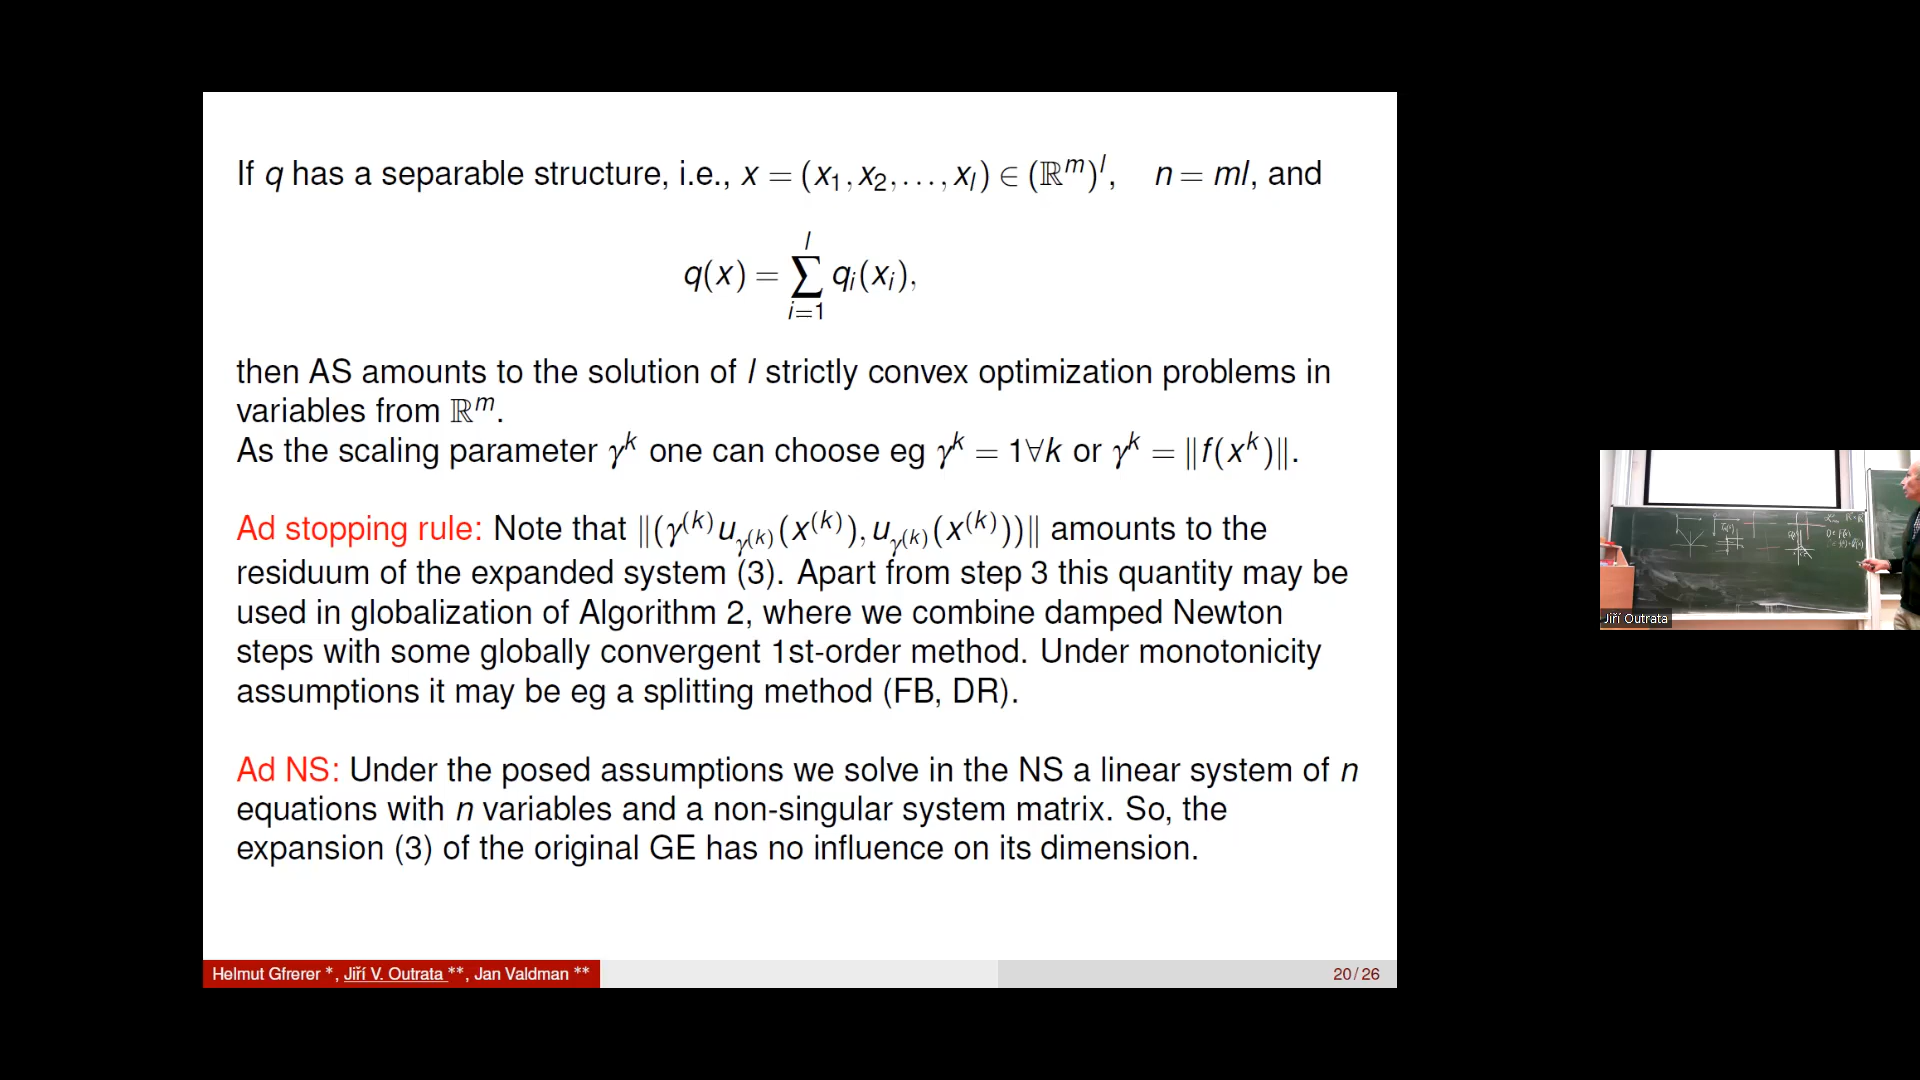 If q has a separable structure, i.e., x = (x₁, x₂, …, xₗ) ∈ (ℝᵐ)ˡ, n = ml, and
l
q(x) = ∑ qᵢ(xᵢ),
i=1
then AS amounts to the solution of l strictly convex optimization problems in
variables from ℝᵐ.
As the scaling parameter γᵏ one can choose eg γᵏ = 1∀k or γᵏ = ‖f(xᵏ)‖.
Ad stopping rule: Note that ‖(γ⁽ᵏ⁾u_γ⁽ᵏ⁾(x⁽ᵏ⁾), u_γ⁽ᵏ⁾(x⁽ᵏ⁾))‖ amounts to the
residuum of the expanded system (3). Apart from step 3 this quantity may be
used in globalization of Algorithm 2, where we combine damped Newton
steps with some globally convergent 1st-order method. Under monotonicity
assumptions it may be eg a splitting method (FB, DR).
Ad NS: Under the posed assumptions we solve in the NS a linear system of n
equations with n variables and a non-singular system matrix. So, the
expansion (3) of the original GE has no influence on its dimension.
Helmut Gfrerer *, Jiří V. Outrata **, Jan Valdman **
20/26
Jiří Outrata